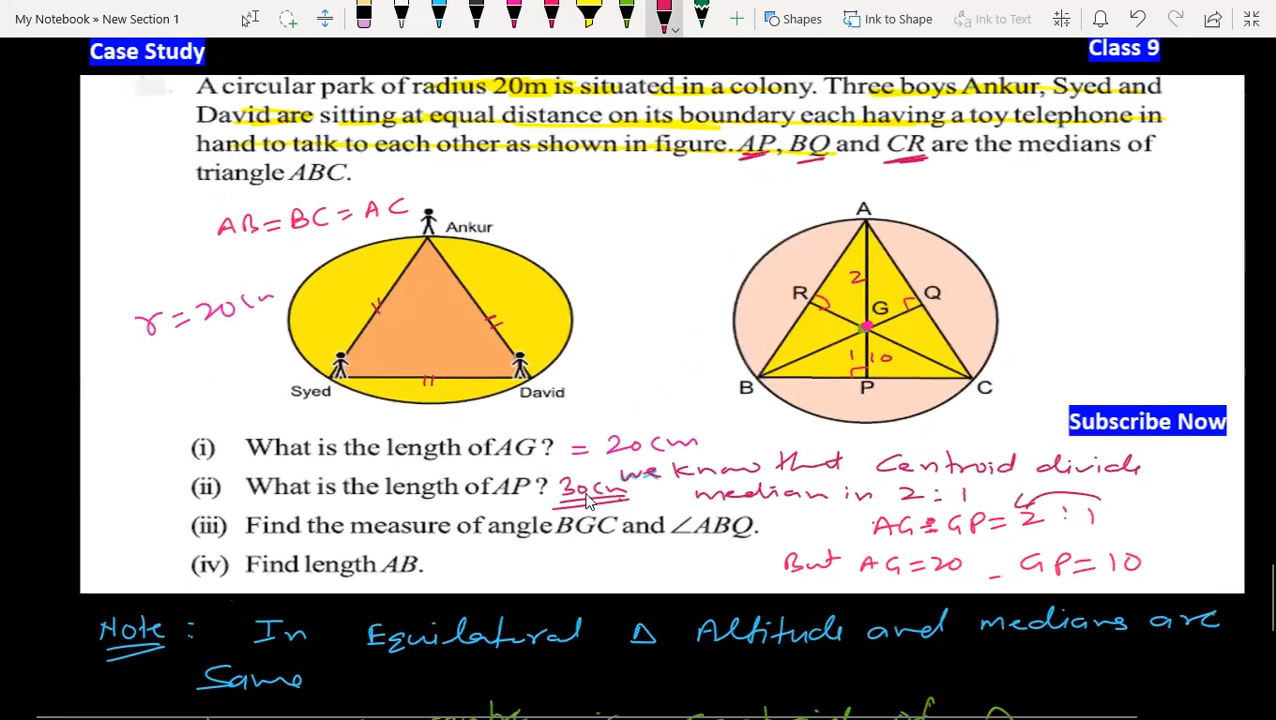 My Notebook » New Section 1
Shapes
Ink to Shape
Ink to Text
Case Study
Class 9
A circular park of radius 20m is situated in a colony. Three boys Ankur, Syed and
David are sitting at equal distance on its boundary each having a toy telephone in
hand to talk to each other as shown in figure. AP, BQ and CR are the medians of
triangle ABC.
AB = BC = AC
Ankur
r = 20cm
Syed
David
A
2
R
Q
G
1
10
B
P
C
Subscribe Now
(i) What is the length of AG? = 20cm
(ii) What is the length of AP? 30cm
we know that Centroid divide
median in 2:1
(iii) Find the measure of angle BGC and ∠ABQ.
AG : GP = 2 : 1
(iv) Find length AB.
But AG = 20 GP = 10
Note : In Equilateral Δ Altitude and medians are
Same
centroid of Δ